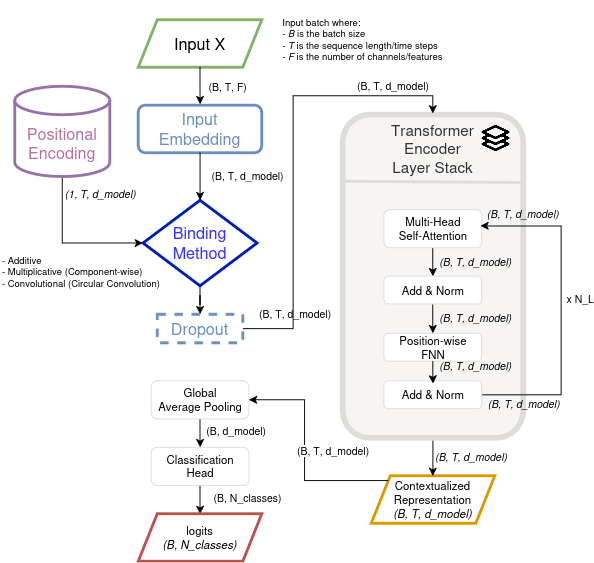 Input batch where:
- B is the batch size
- T is the sequence length/time steps
- F is the number of channels/features
Input X
(B, T, F)
(B, T, d_model)
Positional
Encoding
Input
Embedding
Transformer
Encoder
Layer Stack
(1, T, d_model)
(B, T, d_model)
Binding
Method
- Additive
- Multiplicative (Component-wise)
- Convolutional (Circular Convolution)
Dropout
(B, T, d_model)
Multi-Head
Self-Attention
(B, T, d_model)
(B, T, d_model)
Add & Norm
(B, T, d_model)
x N_L
Position-wise
FNN
(B, T, d_model)
Add & Norm
(B, T, d_model)
Global
Average Pooling
(B, d_model)
(B, T, d_model)
(B, T, d_model)
Classification
Head
(B, N_classes)
Contextualized
Representation
(B, T, d_model)
logits
(B, N_classes)